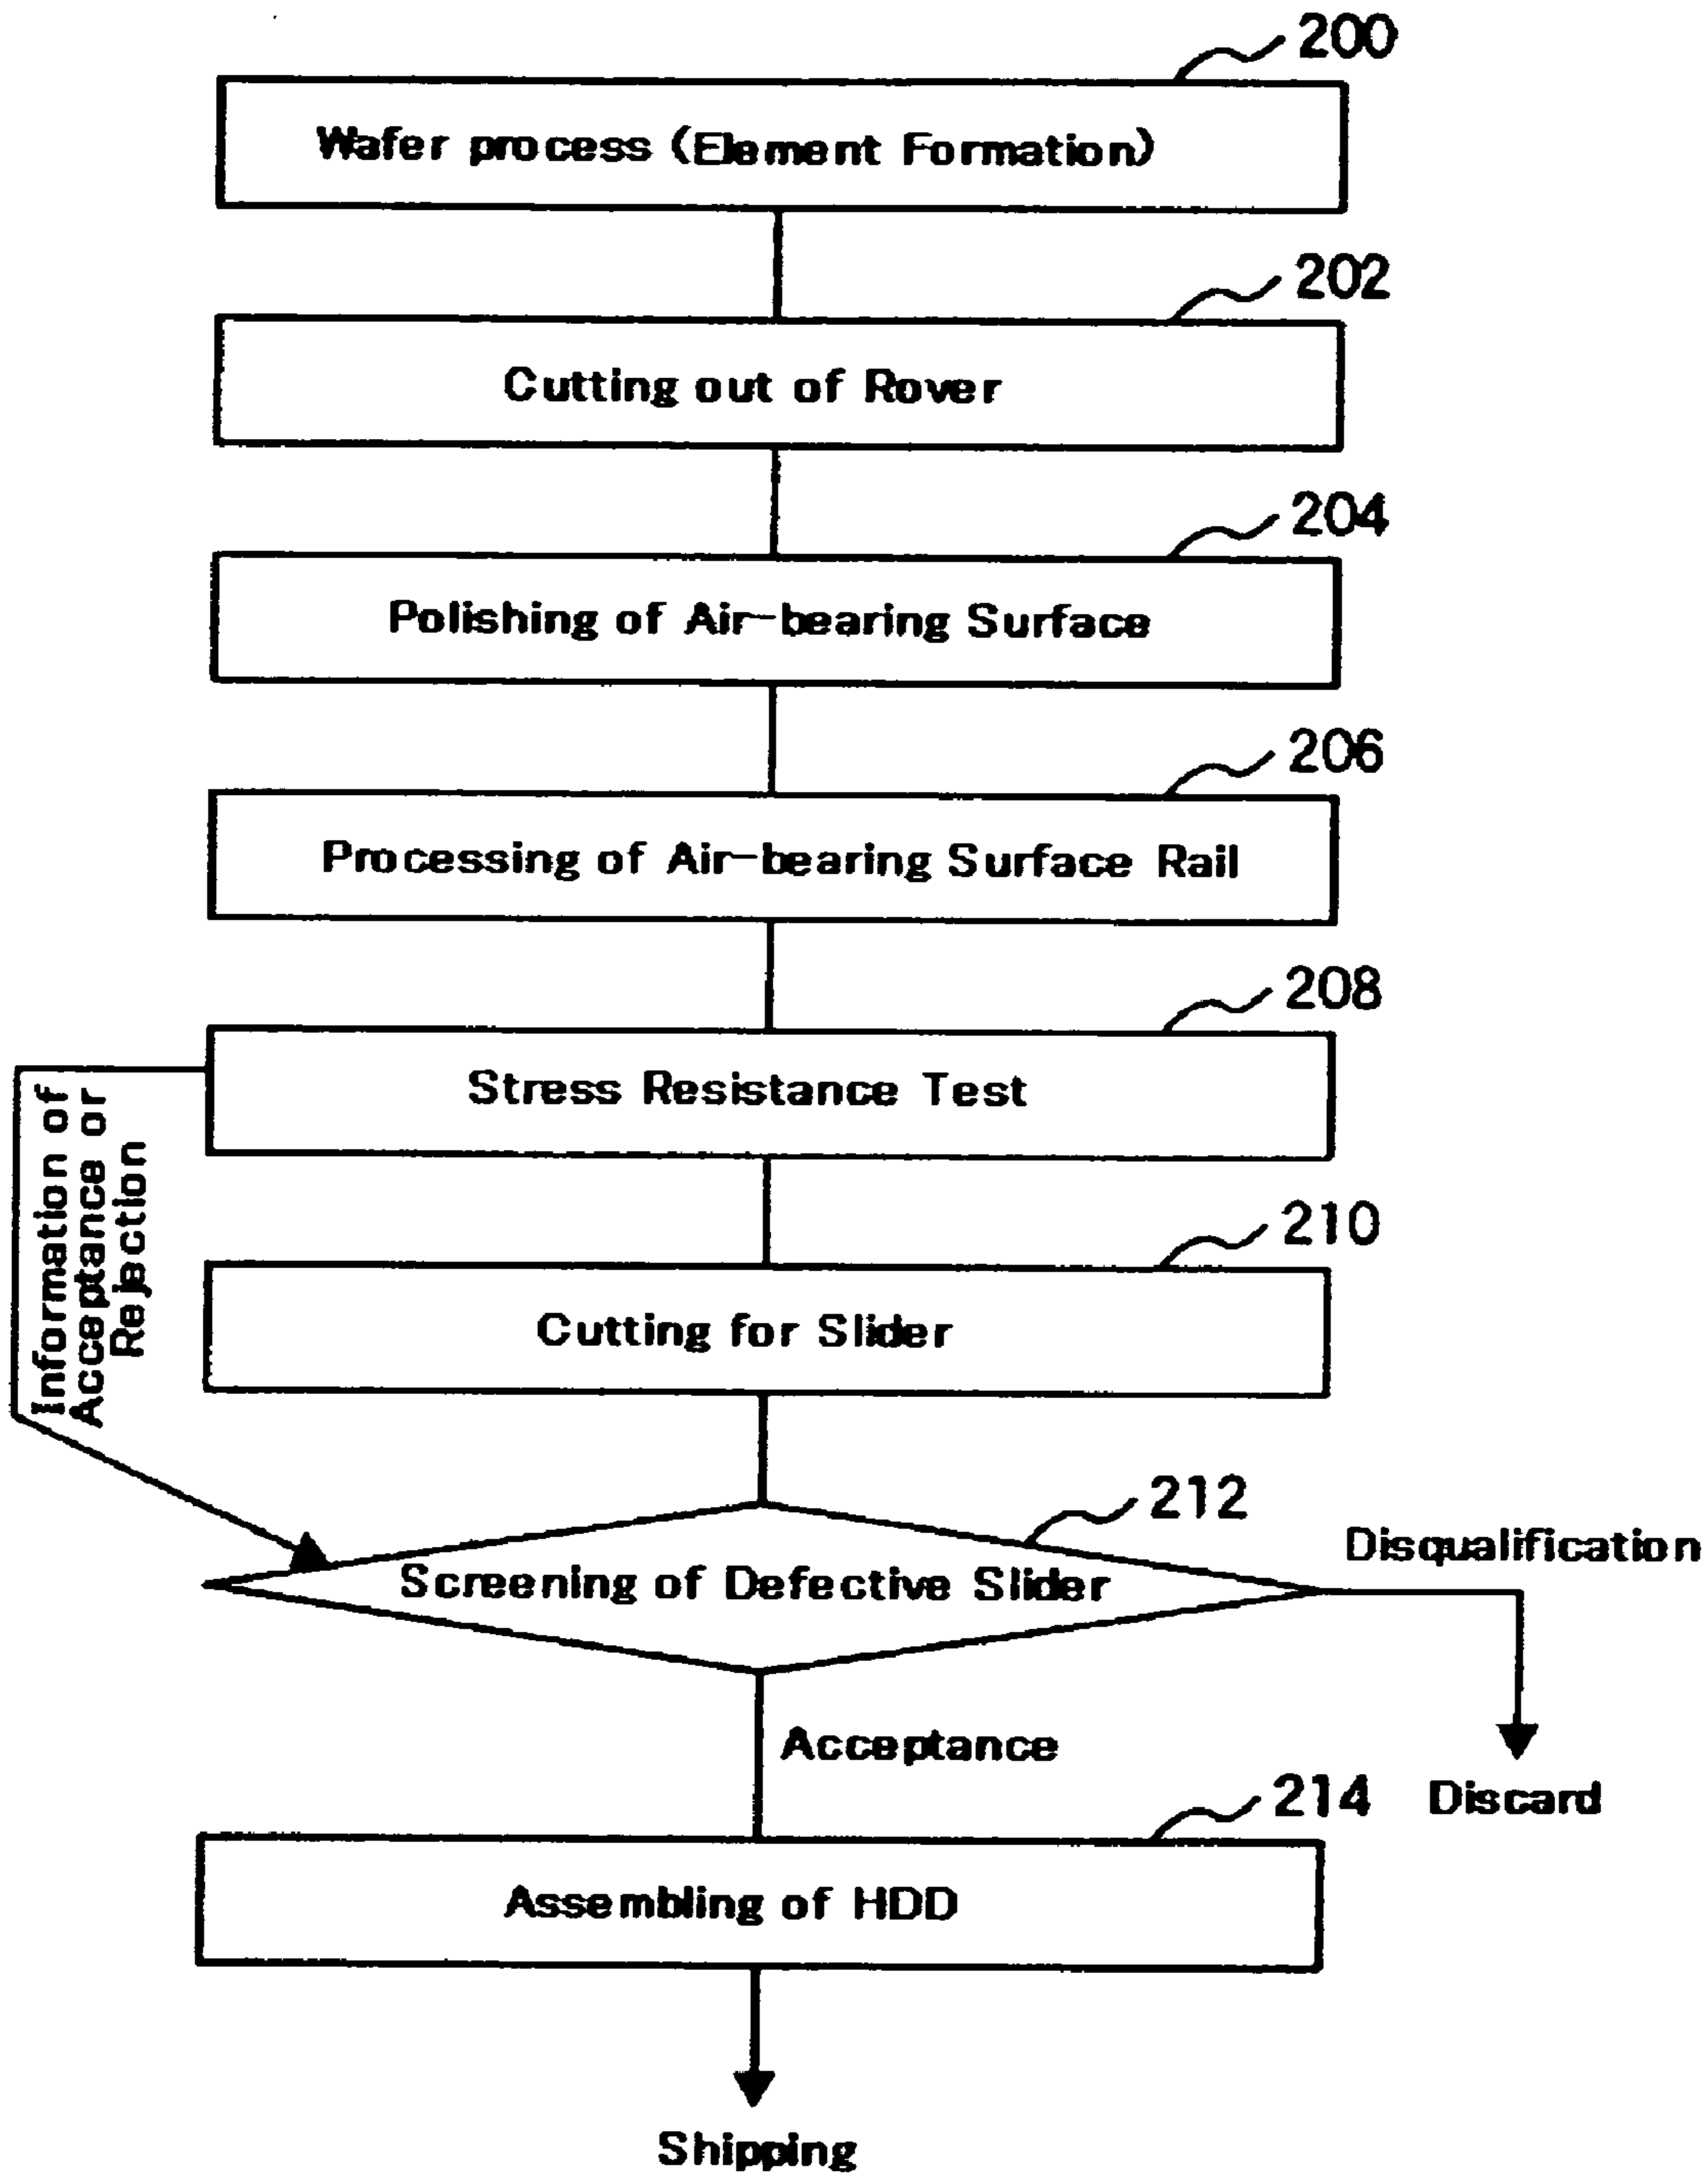 200
Wafer process (Element Formation)
202
Cutting out of Rover
204
Polishing of Air-bearing Surface
206
Processing of Air-bearing Surface Rail
208
Stress Resistance Test
Information of
Acceptance or
Rejection
210
Cutting for Slider
212
Disqualification
Screening of Defective Slider
Acceptance
214
Discard
Assembling of HDD
Shipping